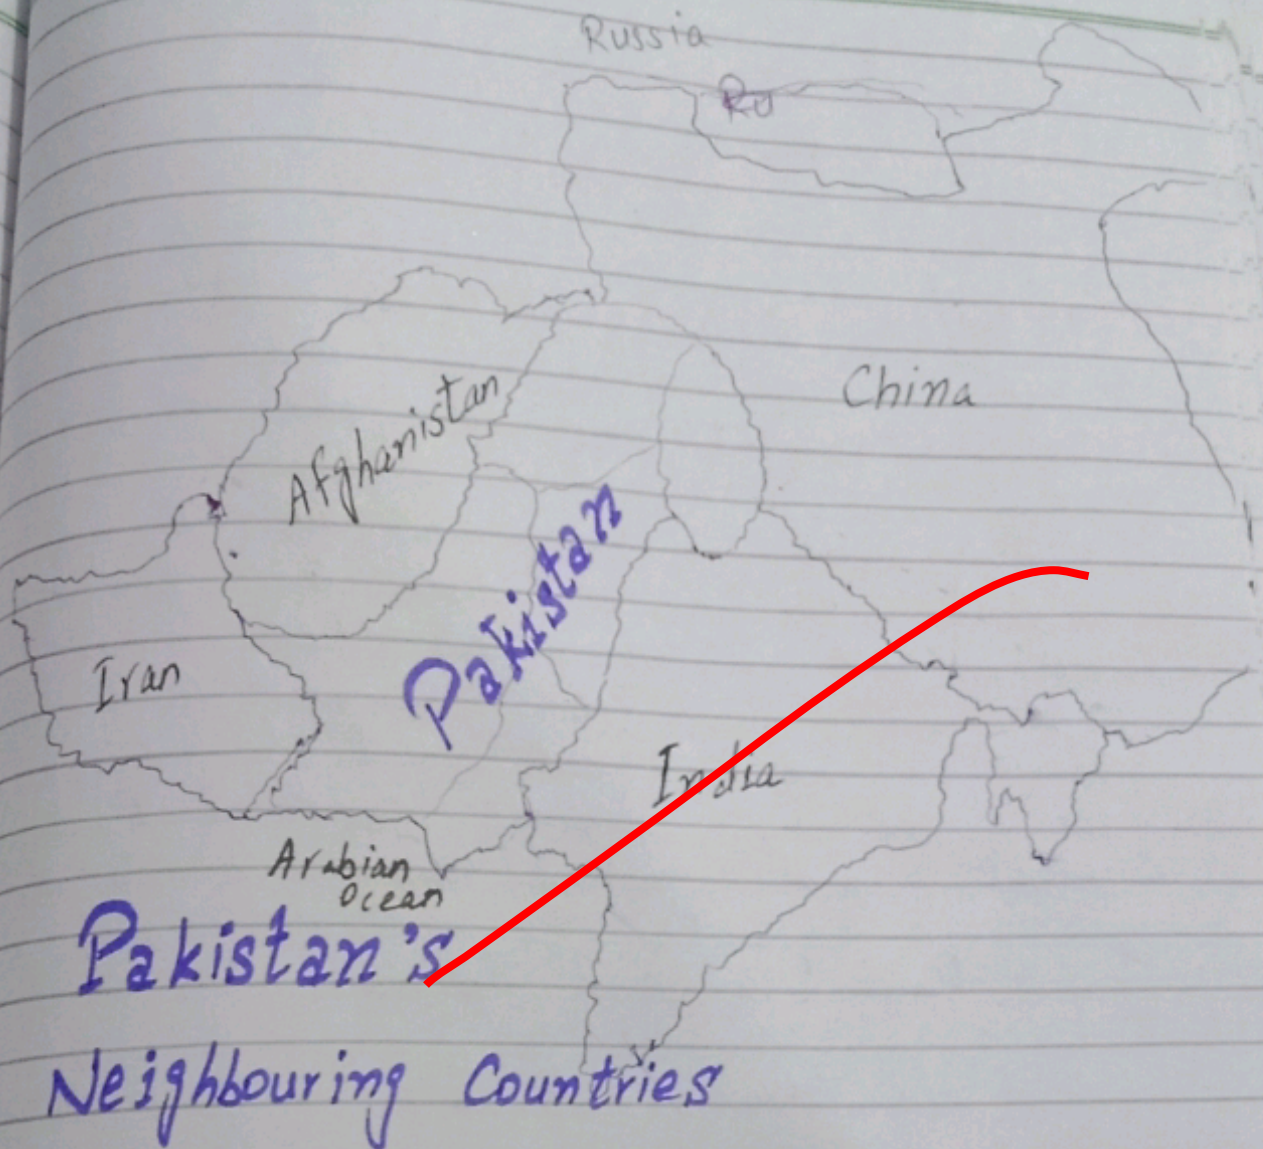 Russia
Ru
China
Afghanistan
Pakistan
Iran
India
Arabian
Ocean
Pakistan's
Neighbouring Countries